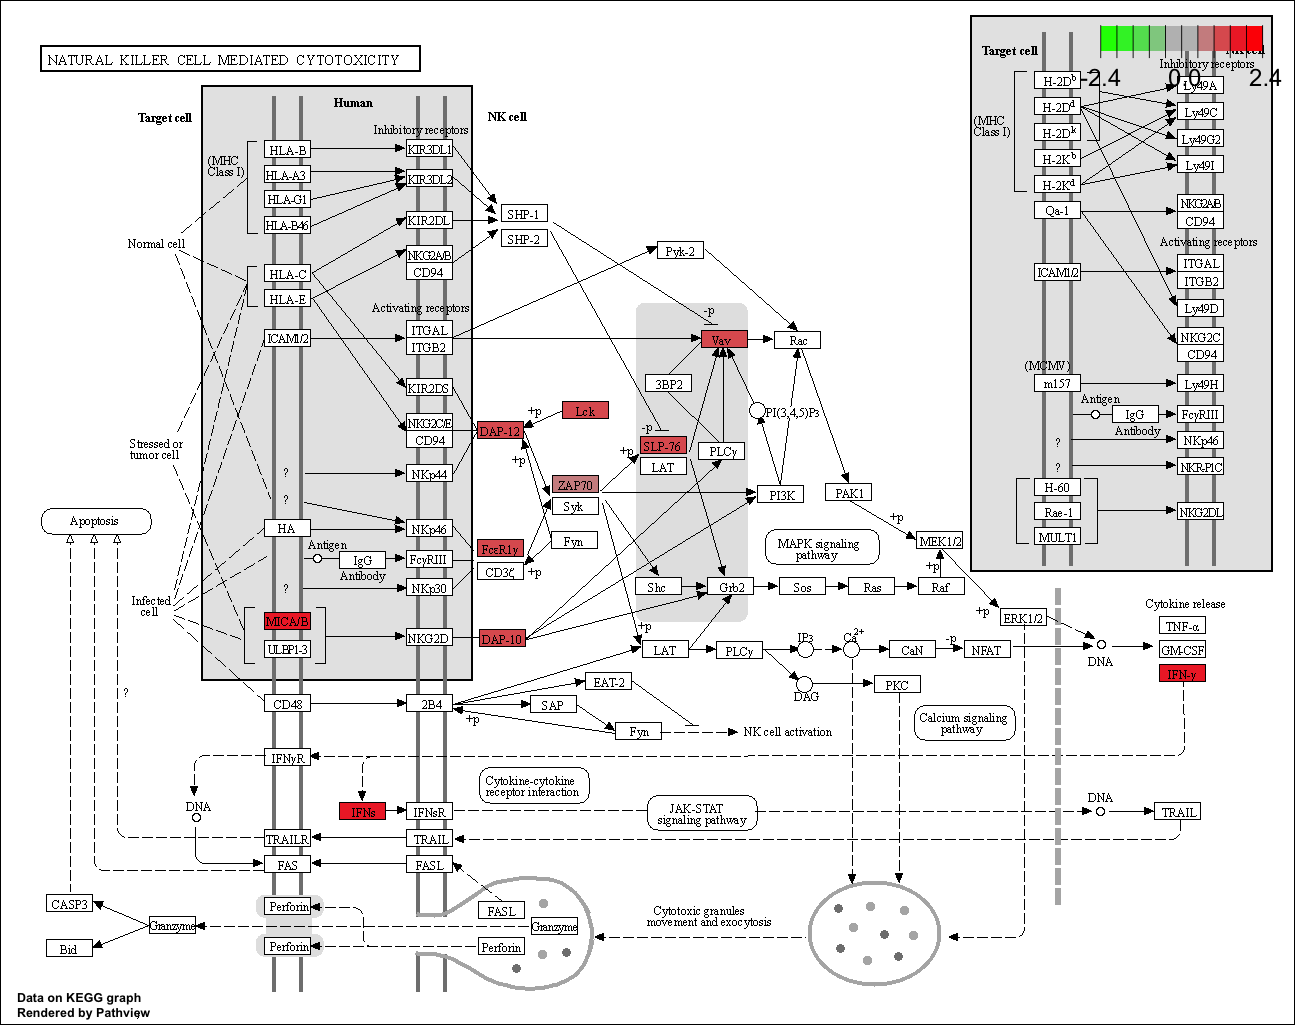 NATURAL KILLER CELL MEDIATED CYTOTOXICITY
Human
Target cell
NK cell
Inhibitory receptors
(MHC
Class I)
HLA-B
HLA-A3
HLA-G1
HLA-B46
HLA-C
HLA-E
ICAM1/2
KIR3DL1
KIR3DL2
KIR2DL
NKG2A/B
CD94
Activating receptors
ITGAL
ITGB2
KIR2DS
NKG2C/E
CD94
NKp44
NKp46
FcγRIII
NKp30
NKG2D
Normal cell
Stressed or
tumor cell
Infected
cell
?
?
HA
Antigen
IgG
Antibody
?
MICA/B
ULBP1-3
CD48
2B4
SHP-1
SHP-2
Pyk-2
-p
Vav
Rac
3BP2
PI(3,4,5)P3
Lck
+p
DAP-12
+p
-p
SLP-76
LAT
PLCγ
+p
ZAP70
Syk
Fyn
PI3K
PAK1
FcεR1γ
CD3ζ
+p
DAP-10
+p
MEK1/2
+p
MAPK signaling
pathway
Shc
Grb2
Sos
Ras
Raf
+p
ERK1/2
+p
LAT
PLCγ
IP3
Ca2+
CaN
-p
NFAT
DNA
DAG
PKC
Calcium signaling
pathway
EAT-2
SAP
Fyn
+p
NK cell activation
Cytokine release
TNF-α
GM-CSF
IFN-γ
Apoptosis
?
IFNγR
DNA
IFNs
IFNsR
Cytokine-cytokine
receptor interaction
JAK-STAT
signaling pathway
DNA
TRAIL
TRAILR
TRAIL
FAS
FASL
CASP3
Bid
Granzyme
Perforin
Perforin
FASL
Granzyme
Perforin
Cytotoxic granules
movement and exocytosis
Target cell
-2.4
0.0
2.4
Inhibitory receptors
(MHC
Class I)
H-2Db
H-2Dd
H-2Dk
H-2Kb
H-2Kd
Qa-1
ICAM1/2
Ly49A
Ly49C
Ly49G2
Ly49I
NKG2A/B
CD94
Activating receptors
ITGAL
ITGB2
Ly49D
NKG2C
CD94
(MCMV)
m157
Ly49H
Antigen
IgG
Antibody
FcγRIII
?
NKp46
?
NKR-P1C
H-60
Rae-1
MULT1
NKG2DL
Data on KEGG graph
Rendered by Pathview